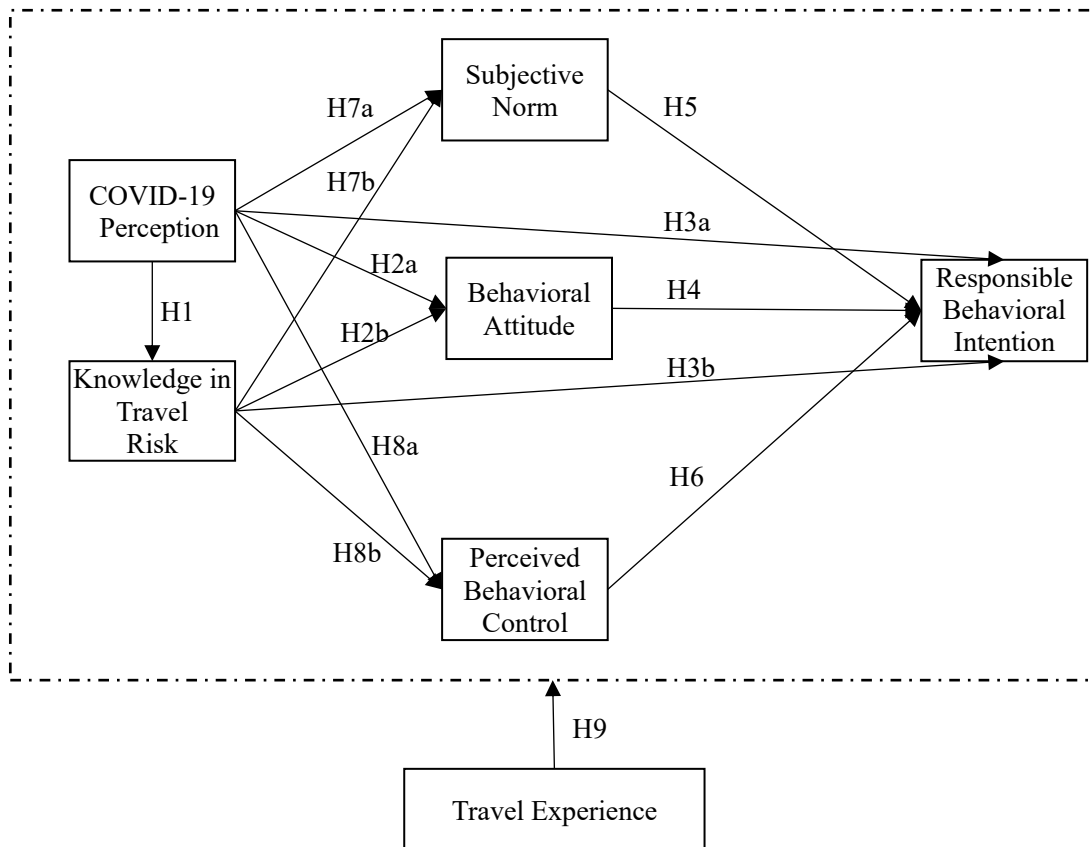 Subjective
Norm
H7a
H5
H7b
COVID-19
Perception
H3a
H2a
Behavioral
Attitude
H4
Responsible
Behavioral
Intention
H1
H2b
Knowledge in
Travel
Risk
H3b
H8a
H6
H8b
Perceived
Behavioral
Control
H9
Travel Experience